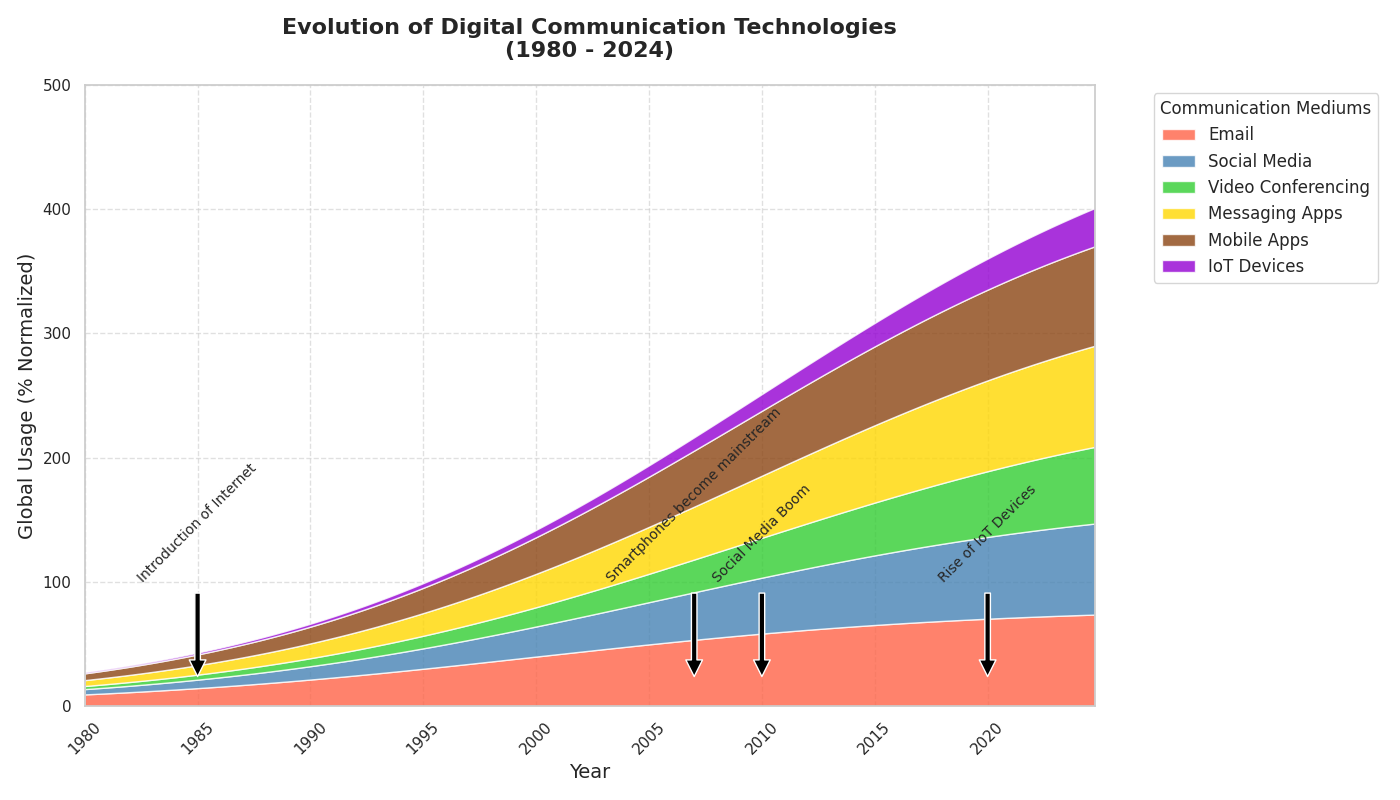 Evolution of Digital Communication Technologies
(1980 - 2024)
Global Usage (% Normalized)
500
400
300
200
100
0
Introduction of Internet
Smartphones become mainstream
Social Media Boom
Rise of IoT Devices
1980
1985
1990
1995
2000
2005
2010
2015
2020
Year
Communication Mediums
Email
Social Media
Video Conferencing
Messaging Apps
Mobile Apps
IoT Devices